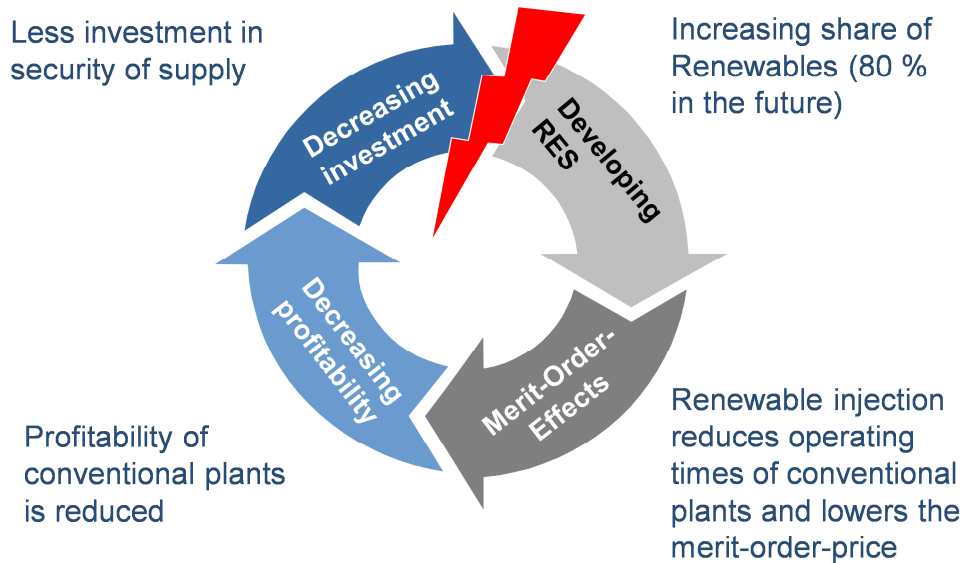 Less investment in
security of supply
Decreasing
investment
Developing
RES
Increasing share of
Renewables (80 %
in the future)
Decreasing
profitability
Merit-Order-
Effects
Profitability of
conventional plants
is reduced
Renewable injection
reduces operating
times of conventional
plants and lowers the
merit-order-price